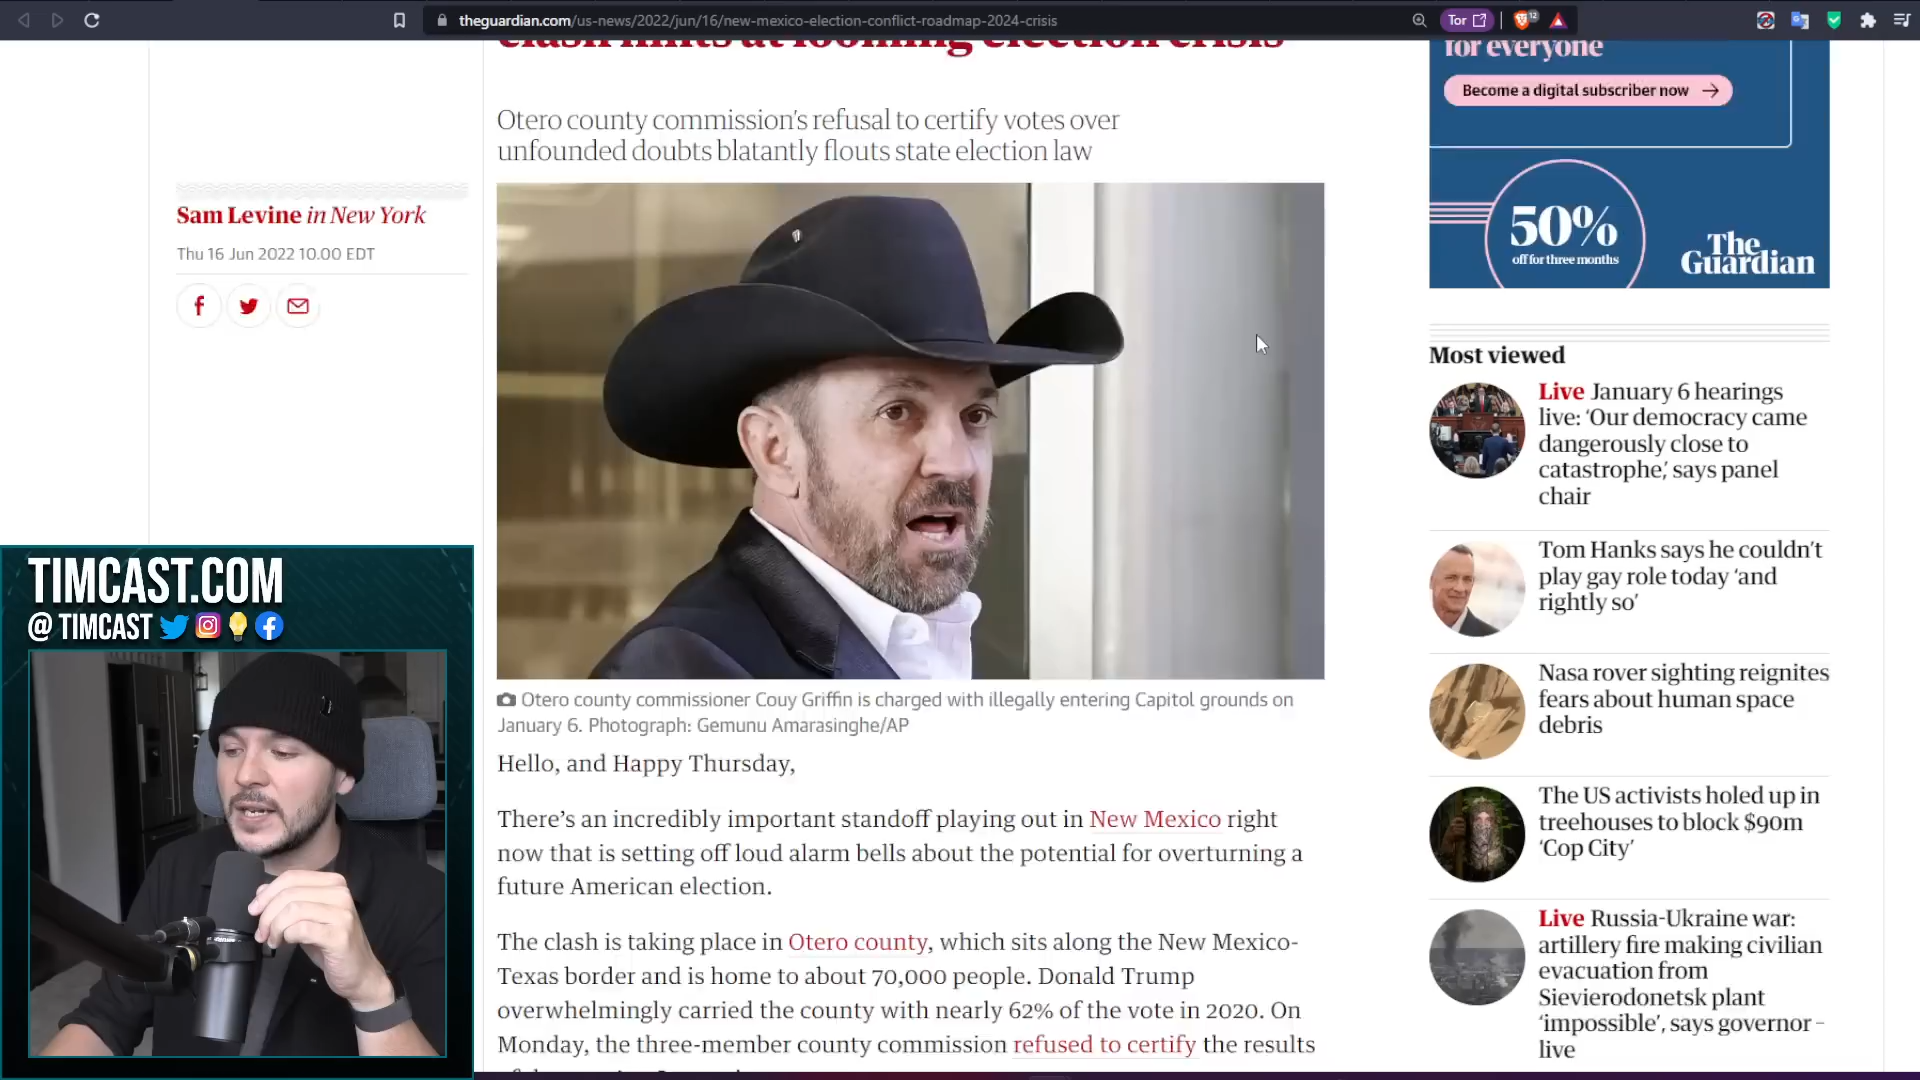 theguardian.com/us-news/2022/jun/16/new-mexico-election-conflict-roadmap-2024-crisis
Tor
12
clash hints at looming election crisis
Otero county commission's refusal to certify votes over
unfounded doubts blatantly flouts state election law
Sam Levine in New York
Thu 16 Jun 2022 10.00 EDT
Otero county commissioner Couy Griffin is charged with illegally entering Capitol grounds on
January 6. Photograph: Gemunu Amarasinghe/AP
Hello, and Happy Thursday,
There's an incredibly important standoff playing out in New Mexico right
now that is setting off loud alarm bells about the potential for overturning a
future American election.
The clash is taking place in Otero county, which sits along the New Mexico-
Texas border and is home to about 70,000 people. Donald Trump
overwhelmingly carried the county with nearly 62% of the vote in 2020. On
Monday, the three-member county commission refused to certify the results
for everyone
Become a digital subscriber now
50%
off for three months
The
Guardian
Most viewed
Live January 6 hearings
live: ‘Our democracy came
dangerously close to
catastrophe,’ says panel
chair
Tom Hanks says he couldn’t
play gay role today ‘and
rightly so’
Nasa rover sighting reignites
fears about human space
debris
The US activists holed up in
treehouses to block $90m
‘Cop City’
Live Russia-Ukraine war:
artillery fire making civilian
evacuation from
Sievierodonetsk plant
‘impossible’, says governor –
live
TIMCAST.COM
@ TIMCAST